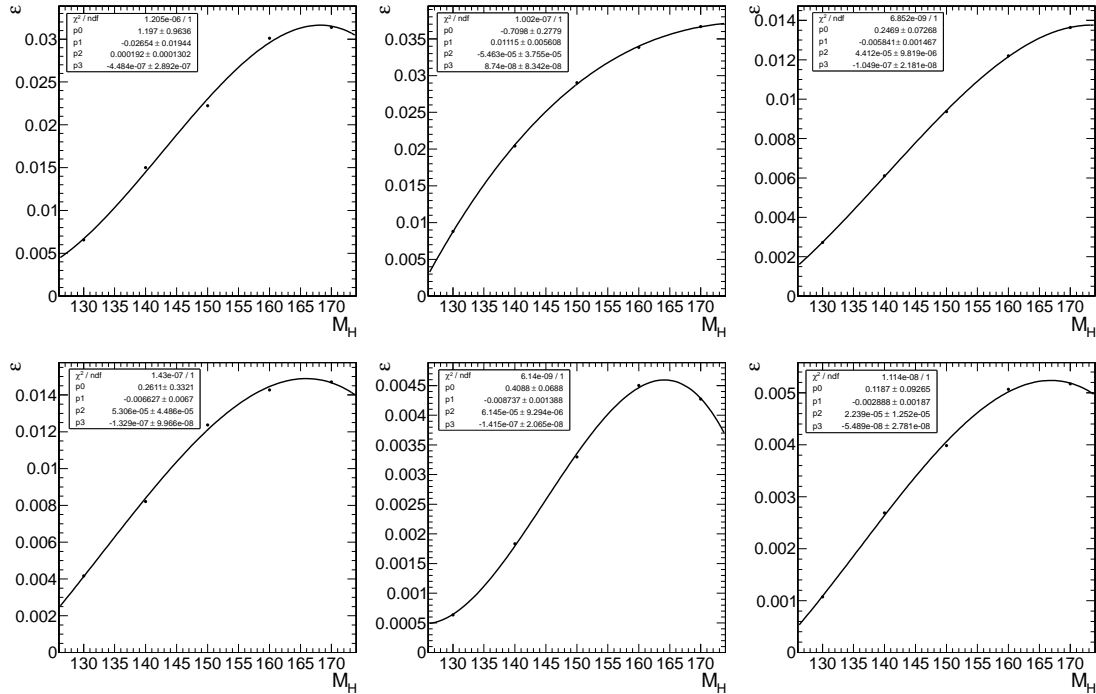 ε
χ² / ndf 1.205e-06 / 1
p0 1.197 ± 0.9636
p1 -0.02654 ± 0.01944
p2 0.000192 ± 0.0001302
p3 -4.484e-07 ± 2.892e-07
0.03
0.025
0.02
0.015
0.01
0.005
0
130 135 140 145 150 155 160 165 170
M_H
ε
χ² / ndf 1.002e-07 / 1
p0 -0.7098 ± 0.2779
p1 0.01115 ± 0.005608
p2 -5.463e-05 ± 3.755e-05
p3 8.74e-08 ± 8.342e-08
0.035
0.03
0.025
0.02
0.015
0.01
0.005
0
130 135 140 145 150 155 160 165 170
M_H
ε
χ² / ndf 6.852e-09 / 1
p0 0.2469 ± 0.07268
p1 -0.005841 ± 0.001467
p2 4.412e-05 ± 9.819e-06
p3 -1.049e-07 ± 2.181e-08
0.014
0.012
0.01
0.008
0.006
0.004
0.002
0
130 135 140 145 150 155 160 165 170
M_H
ε
χ² / ndf 1.43e-07 / 1
p0 0.2611 ± 0.3321
p1 -0.006627 ± 0.0067
p2 5.306e-05 ± 4.486e-05
p3 -1.329e-07 ± 9.966e-08
0.014
0.012
0.01
0.008
0.006
0.004
0.002
0
130 135 140 145 150 155 160 165 170
M_H
ε
χ² / ndf 6.14e-09 / 1
p0 0.4088 ± 0.0688
p1 -0.008737 ± 0.001388
p2 6.145e-05 ± 9.294e-06
p3 -1.415e-07 ± 2.065e-08
0.0045
0.004
0.0035
0.003
0.0025
0.002
0.0015
0.001
0.0005
0
130 135 140 145 150 155 160 165 170
M_H
ε
χ² / ndf 1.114e-08 / 1
p0 0.1187 ± 0.09265
p1 -0.002888 ± 0.00187
p2 2.239e-05 ± 1.252e-05
p3 -5.489e-08 ± 2.781e-08
0.005
0.004
0.003
0.002
0.001
0
130 135 140 145 150 155 160 165 170
M_H